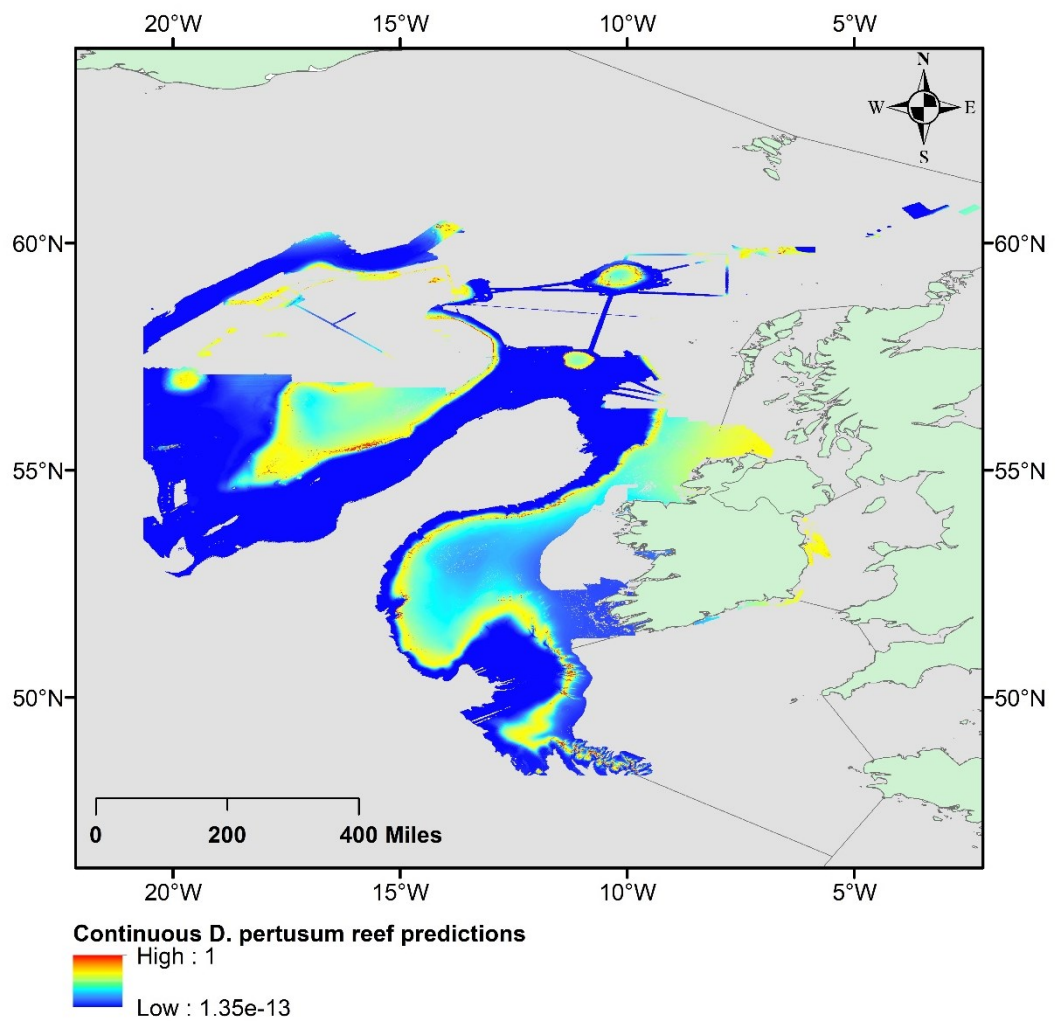 20°W 15°W 10°W 5°W
N
W E
S
60°N 60°N
55°N 55°N
50°N 50°N
0 200 400 Miles
20°W 15°W 10°W 5°W
Continuous D. pertusum reef predictions
High : 1
Low : 1.35e-13